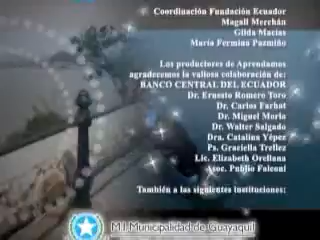 Coordinación Fundación Ecuador
Magali Merchán
Gilda Macías
María Fermina Pazmiño
Los productores de Aprendamos
agradecemos la valiosa colaboración de:
BANCO CENTRAL DEL ECUADOR
Dr. Ernesto Romero Toro
Dr. Carlos Farhat
Dr. Miguel Morla
Dr. Walter Salgado
Dra. Catalina Yépez
Ps. Graciella Trellez
Lic. Elizabeth Orellana
Asoc. Publio Falconí
También a las siguientes instituciones:
M.I. Municipalidad de Guayaquil